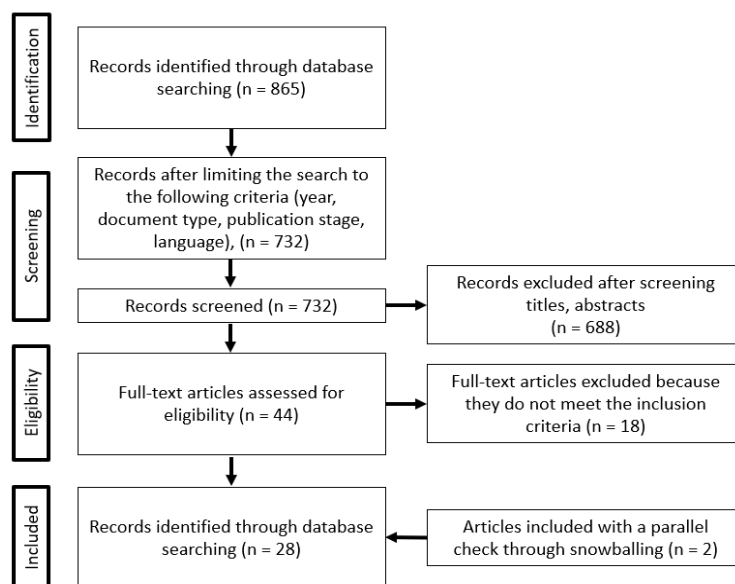 Identification
Records identified through database
searching (n = 865)
Screening
Records after limiting the search to
the following criteria (year,
document type, publication stage,
language), (n = 732)
Records screened (n = 732)
Records excluded after screening
titles, abstracts
(n = 688)
Eligibility
Full-text articles assessed for
eligibility (n = 44)
Full-text articles excluded because
they do not meet the inclusion
criteria (n = 18)
Included
Records identified through database
searching (n = 28)
Articles included with a parallel
check through snowballing (n = 2)